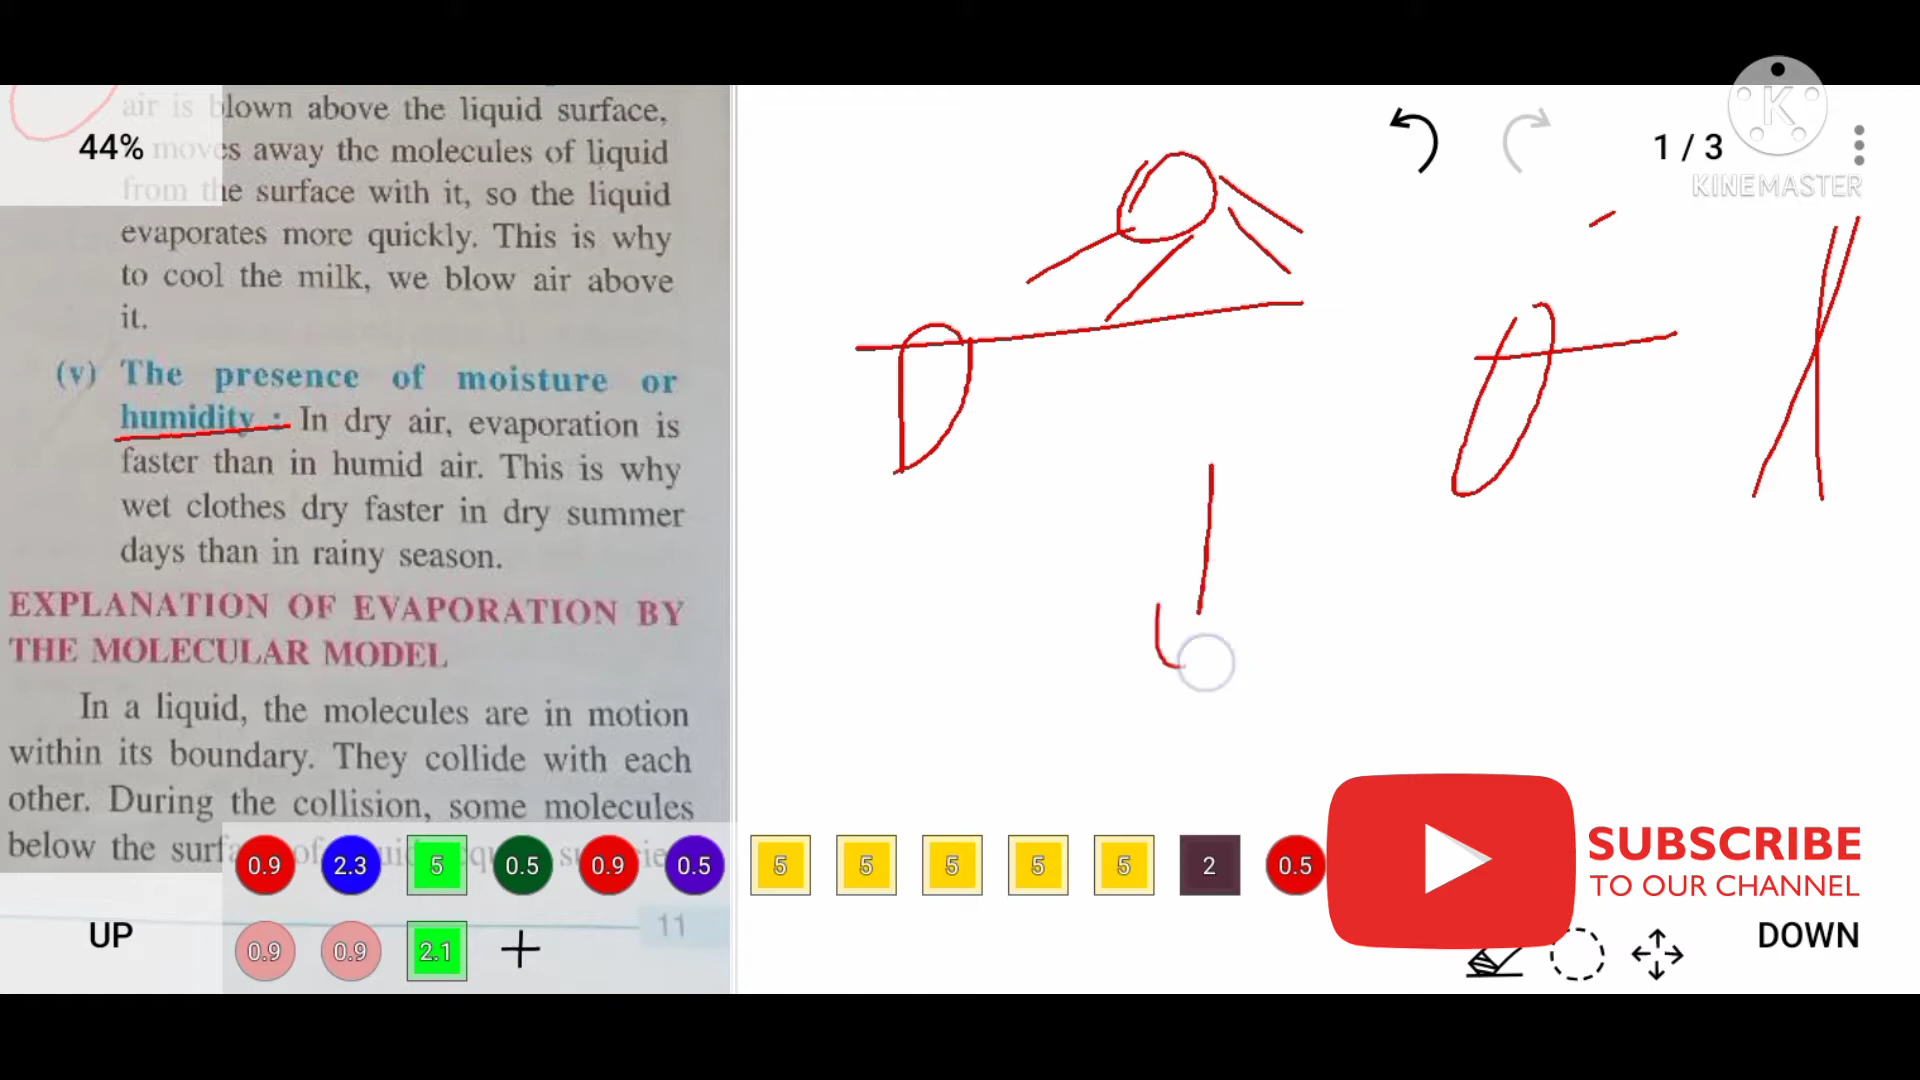 air is blown above the liquid surface,
44%
moves away the molecules of liquid
from the surface with it, so the liquid
evaporates more quickly. This is why
to cool the milk, we blow air above
it.
(v) The presence of moisture or
humidity : In dry air, evaporation is
faster than in humid air. This is why
wet clothes dry faster in dry summer
days than in rainy season.
EXPLANATION OF EVAPORATION BY
THE MOLECULAR MODEL
In a liquid, the molecules are in motion
within its boundary. They collide with each
other. During the collision, some molecules
below the
0.9 2.3 5 0.5 0.9 0.5 5 5 5 5 5 2 0.5
0.9 0.9 2.1
UP
11
1 / 3
K
KINEMASTER
SUBSCRIBE
TO OUR CHANNEL
DOWN